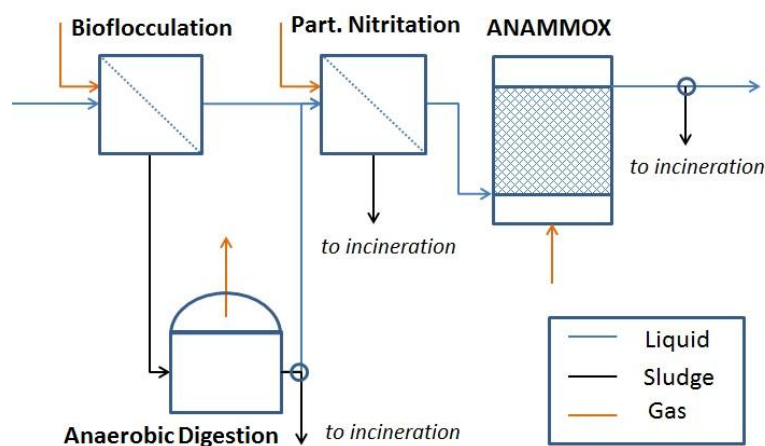 Bioflocculation
Part. Nitritation
ANAMMOX
to incineration
to incineration
Liquid
Sludge
Gas
Anaerobic Digestion
to incineration